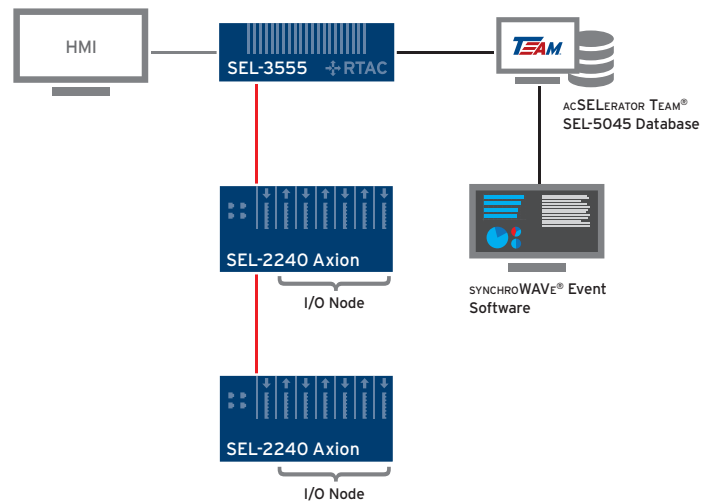 HMI
SEL-3555 RTAC
TEAM
ACSELERATOR TEAM®
SEL-5045 Database
SEL-2240 Axion
I/O Node
SYNCHROWAVE® Event
Software
SEL-2240 Axion
I/O Node